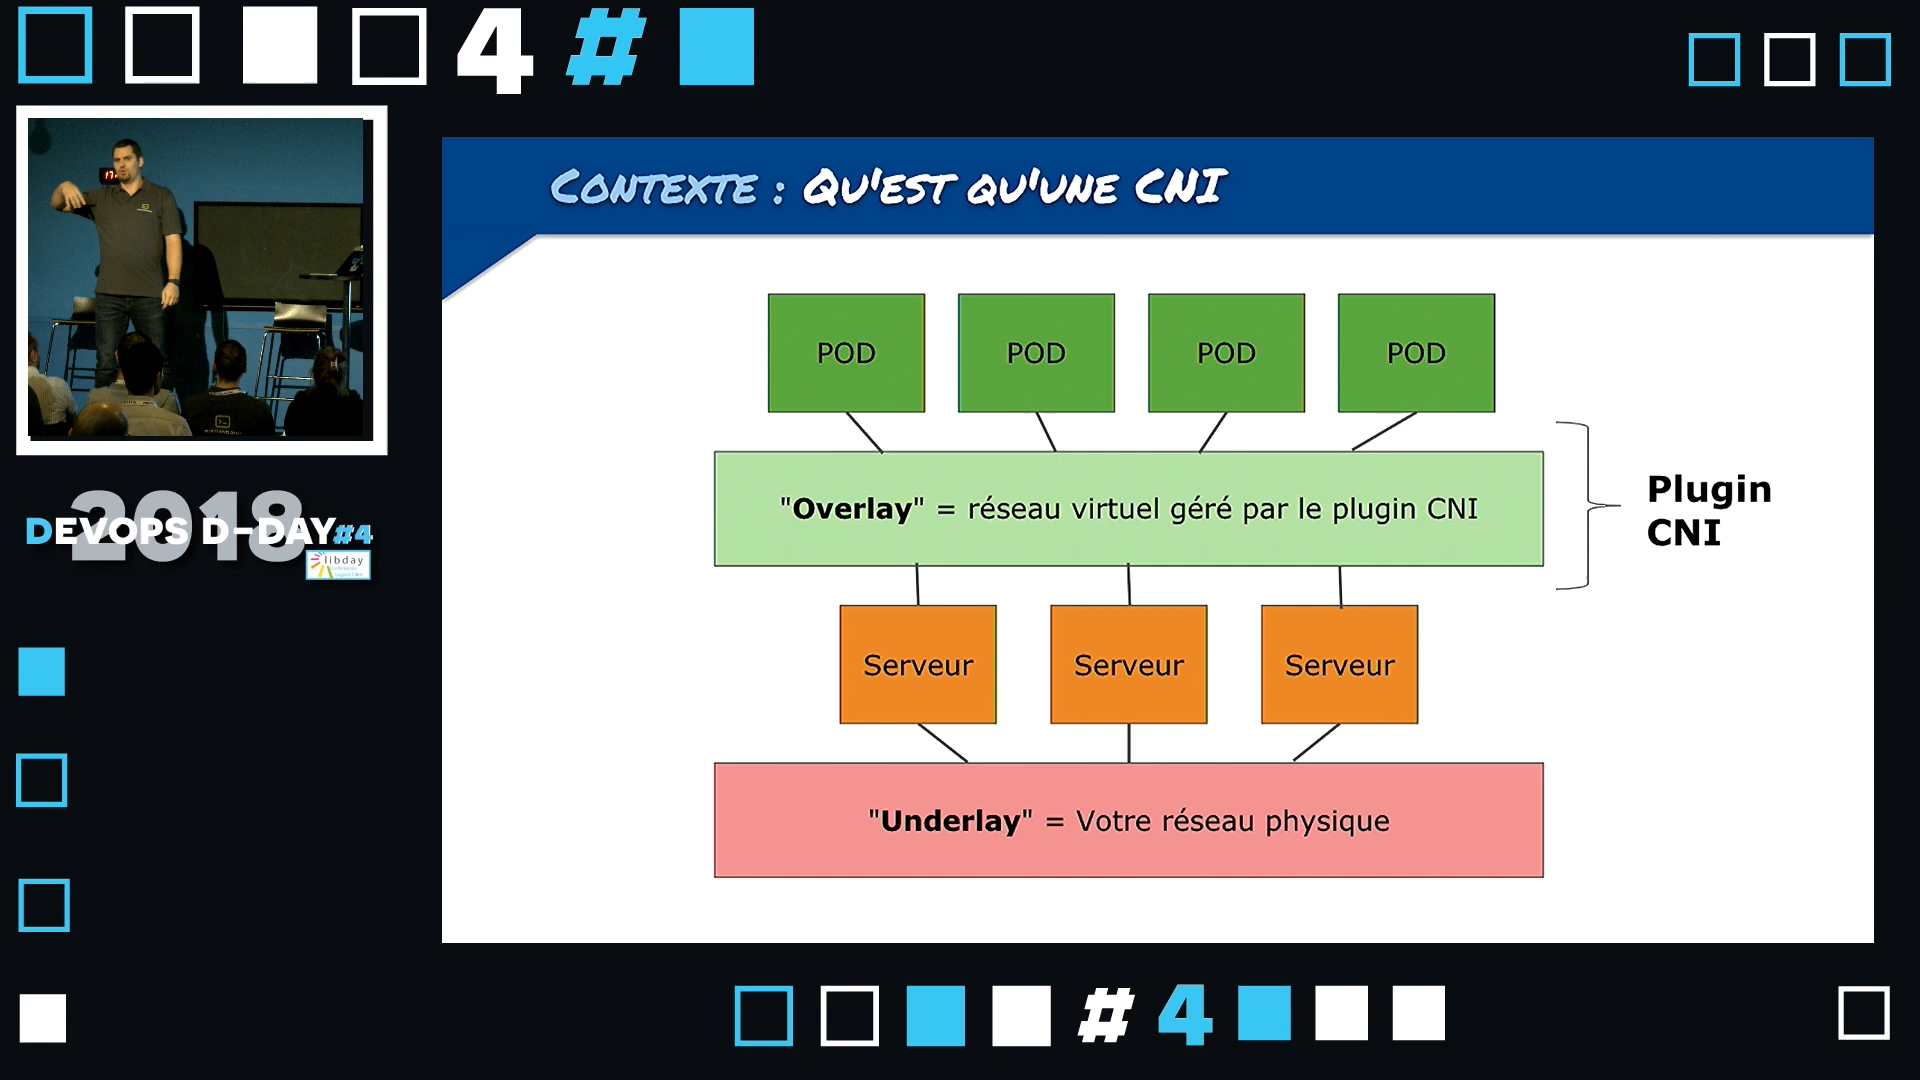 4 #
CONTEXTE : QU'EST QU'UNE CNI
POD
POD
POD
POD
"Overlay" = réseau virtuel géré par le plugin CNI
Plugin
CNI
Serveur
Serveur
Serveur
"Underlay" = Votre réseau physique
2018
DEVOPS D-DAY#4
libday
# 4